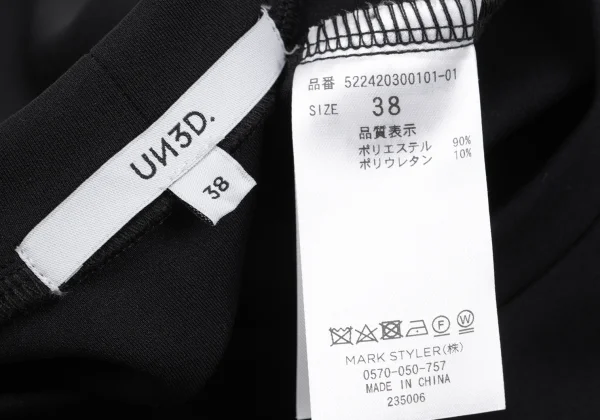 UИ3D.
38
品番 522420300101-01
SIZE 38
品質表示
ポリエステル 90%
ポリウレタン 10%
F W
MARK STYLER(株)
0570-050-757
MADE IN CHINA
235006